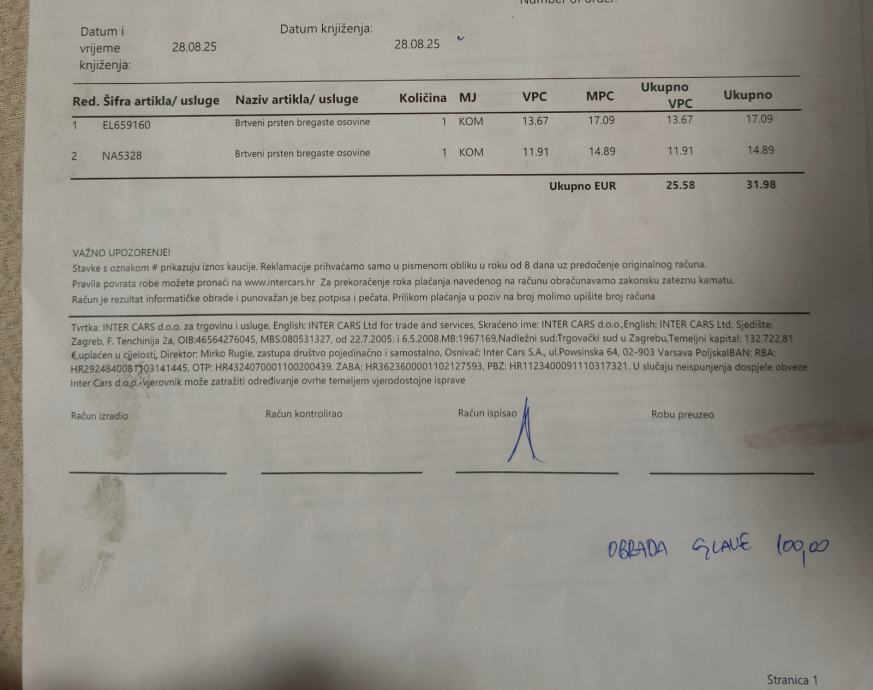 Number of order:
Datum i vrijeme knjiženja: 28.08.25 Datum knjiženja: 28.08.25
Red. Šifra artikla/ usluge Naziv artikla/ usluge Količina MJ VPC MPC Ukupno VPC Ukupno
1 EL659160 Brtveni prsten bregaste osovine 1 KOM 13.67 17.09 13.67 17.09
2 NA5328 Brtveni prsten bregaste osovine 1 KOM 11.91 14.89 11.91 14.89
Ukupno EUR 25.58 31.98
VAŽNO UPOZORENJE!
Stavke s oznakom # prikazuju iznos kaucije. Reklamacije prihvaćamo samo u pismenom obliku u roku od 8 dana uz predočenje originalnog računa.
Pravila povrata robe možete pronaći na www.intercars.hr Za prekoračenje roka plaćanja navedenog na računu obračunavamo zakonsku zateznu kamatu.
Račun je rezultat informatičke obrade i punovažan je bez potpisa i pečata. Prilikom plaćanja u poziv na broj molimo upišite broj računa
Tvrtka: INTER CARS d.o.o. za trgovinu i usluge, English: INTER CARS Ltd for trade and services, Skraćeno ime: INTER CARS d.o.o.,English: INTER CARS Ltd, Sjedište:
Zagreb, F. Tenchinija 2a, OIB:46564276045, MBS:080531327, od 22.7.2005. i 6.5.2008.MB:1967169,Nadležni sud:Trgovački sud u Zagrebu,Temeljni kapital: 132.722,81
€,uplaćen u cijelosti, Direktor: Mirko Rugle, zastupa društvo pojedinačno i samostalno, Osnivač: Inter Cars S.A., ul.Powsinska 64, 02-903 Varsava PoljskaIBAN: RBA:
HR2924840081103141445, OTP: HR4324070001100200439, ZABA: HR3623600001102127593, PBZ: HR1123400091110317321. U slučaju neispunjenja dospjele obveze
Inter Cars d.o.o.-vjerovnik može zatražiti određivanje ovrhe temeljem vjerodostojne isprave
Račun izradio Račun kontrolirao Račun ispisao Robu preuzeo
OBRADA GLAVE 100,00
Stranica 1